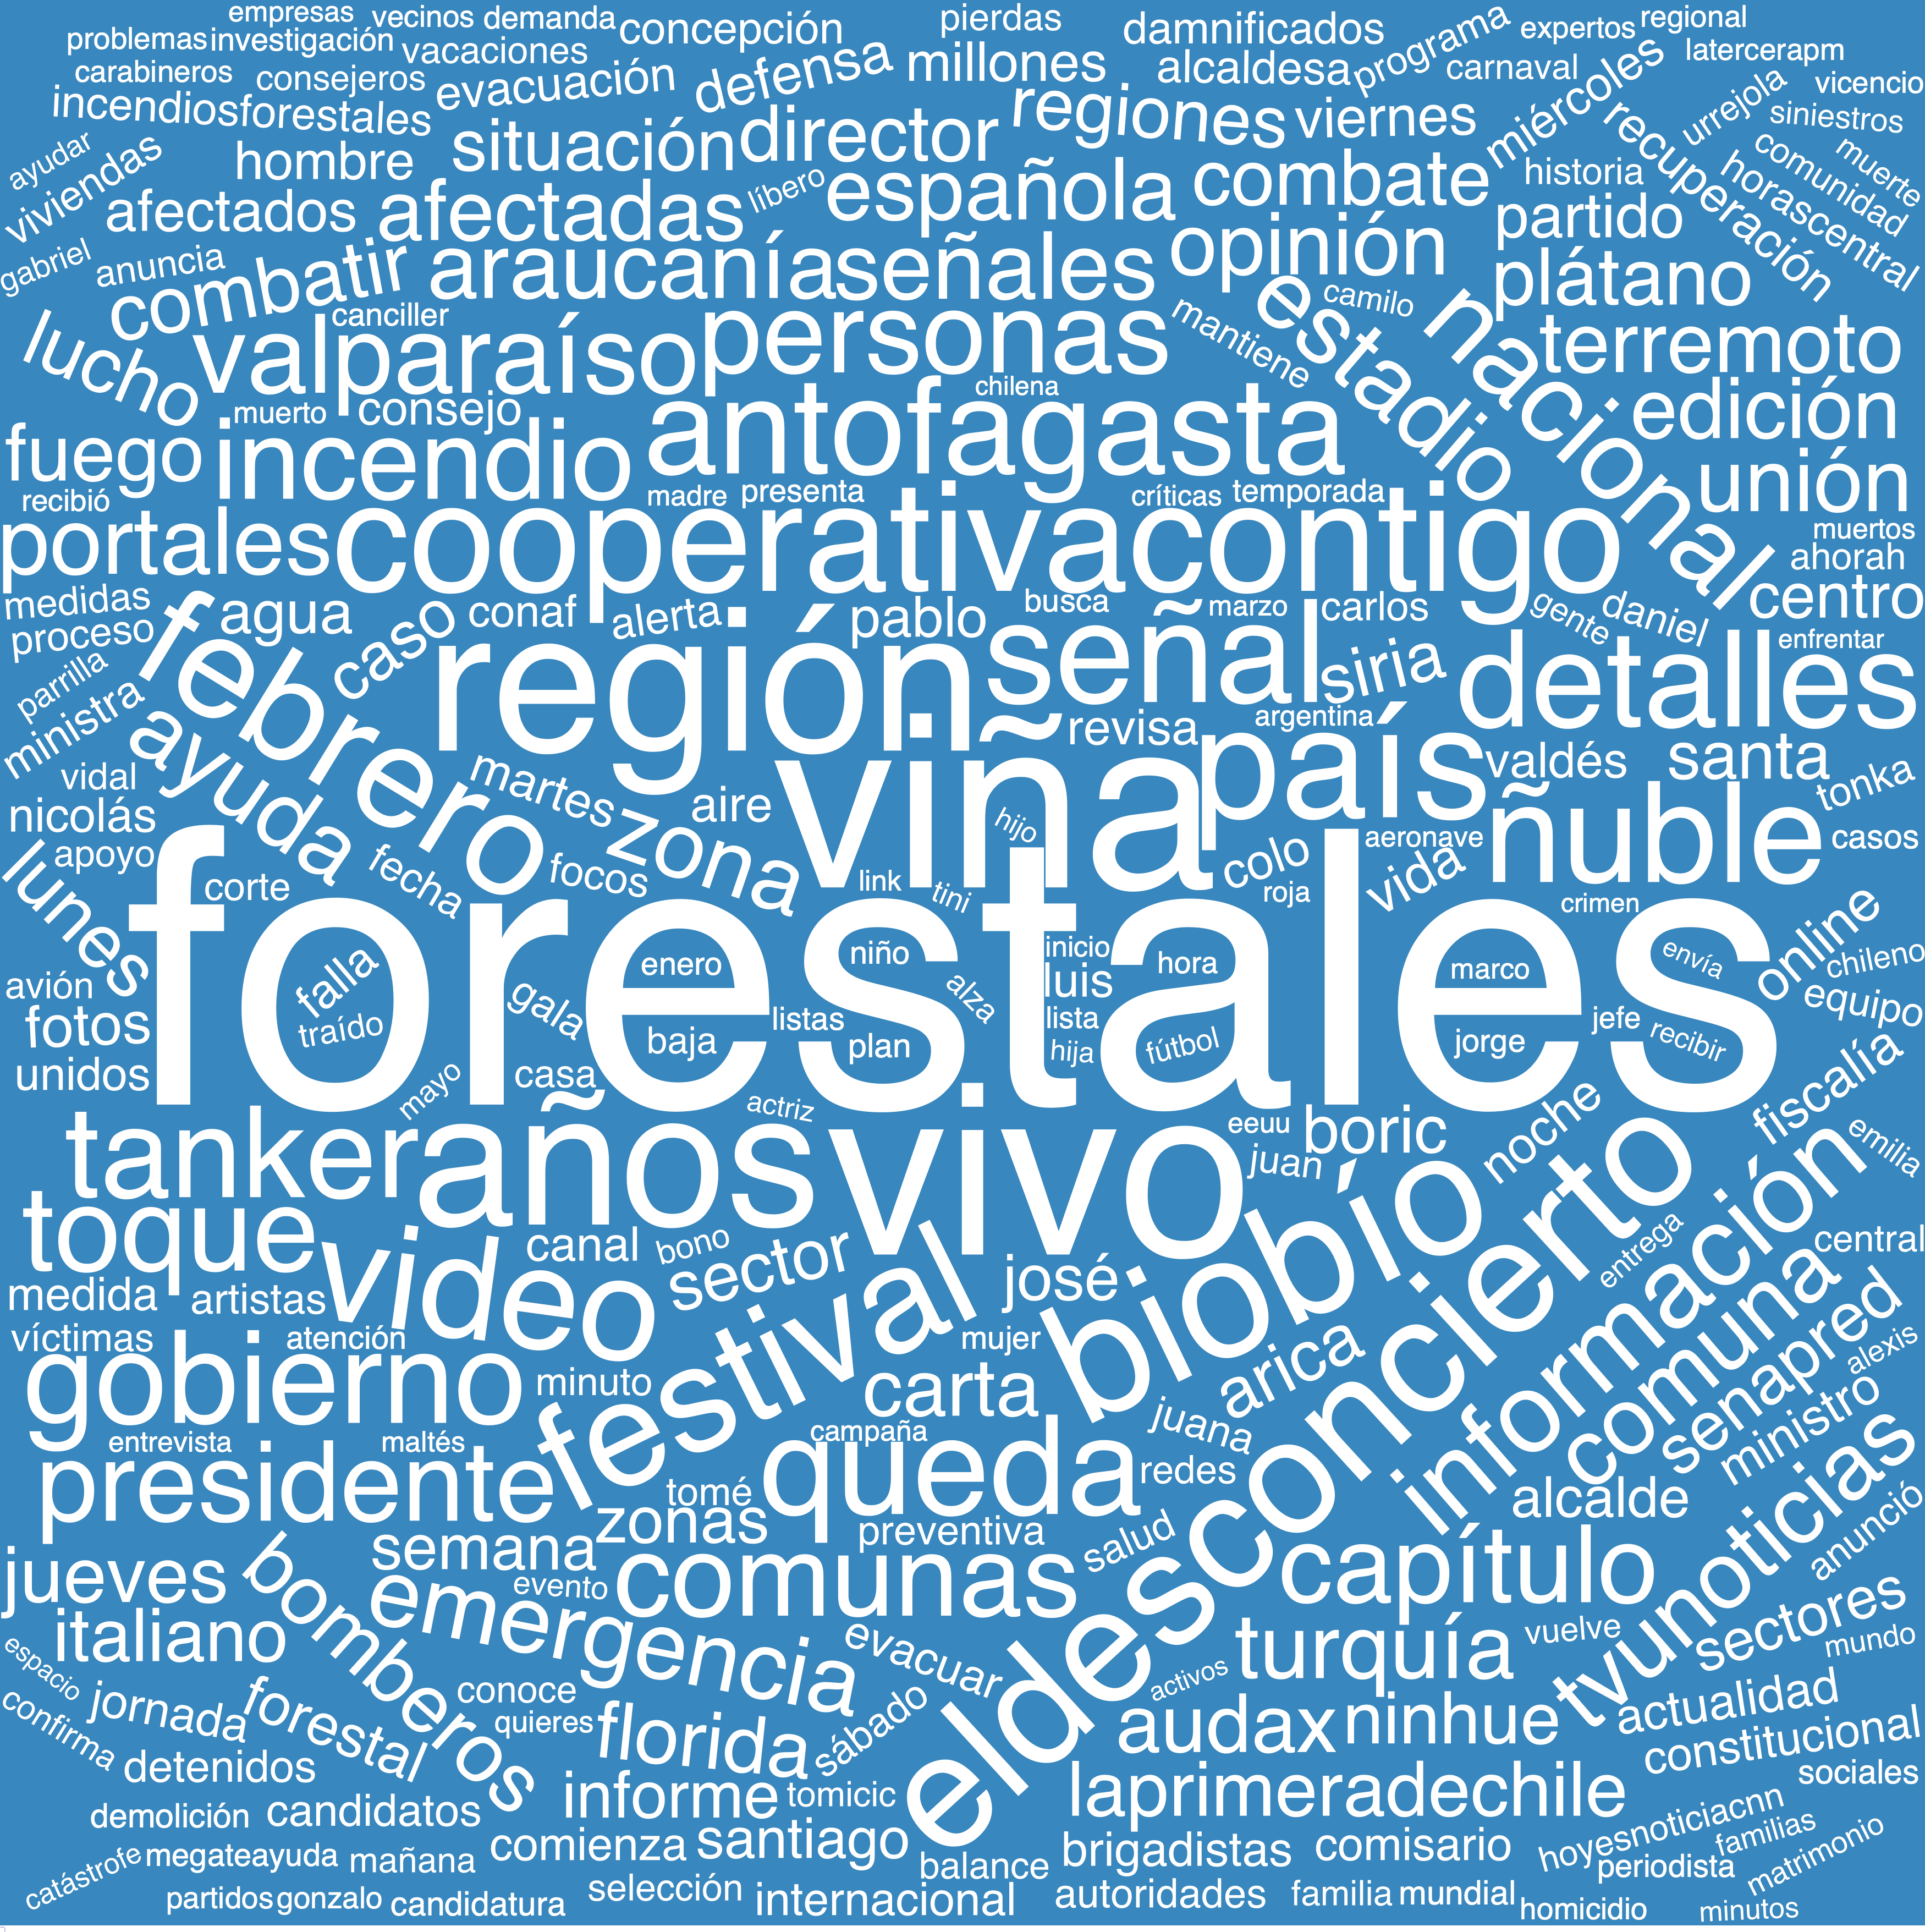 empresas vecinos demanda concepción pierdas damnificados programa expertos regional
problemas investigación vacaciones defensa millones alcaldesa carnaval miércoles latercerapm
carabineros consejeros evacuación regiones viernes urrejola vicencio
incendiosforestales situación director recuperación siniestros
ayudar viviendas hombre líbero española combate historia horascentral comunidad muerte
afectados afectadas opinión partido
gabriel anuncia combatir araucanía señales estadio camilo nacional plátano
lucho canciller valparaíso personas mantiene terremoto
muerto consejo antofagasta chilena edición
fuego incendio madre presenta críticas temporada unión
recibió portales cooperativa contigo muertos
ahorah
medidas febrero agua caso conaf alerta pablo busca señal marzo carlos gente daniel centro
proceso región siria detalles enfrentar
parrilla ministra ayuda revisa argentina país valdés santa
vidal martes zona aire viña hijo tonka
nicolás colo aeronave ñuble casos
lunes apoyo fecha focos link tini roja vida
corte crimen online
forestales
falla enero niño inicio hora marco envía chileno
avión gala alza luis equipo
fotos traído baja listas plan lista hija fútbol jorge jefe recibir
unidos mayo casa actriz fiscalía
tanker años vivo eeuu boric noche emilia
toque video juan biobío eldesconcierto
canal bono sector festival josé entrega información central
medida artistas comuna
víctimas atención mujer arica senapred alexis
gobierno minuto carta juana ministro
entrevista maltés campaña
presidente tomé queda redes alcalde tvunoticias
zonas preventiva salud anunció
jueves bomberos semana evento comunas capítulo
italiano emergencia evacuar turquía vuelve sectores
espacio activos mundo
confirma jornada forestal conoce quieres florida sábado audax ninhue actualidad
detenidos constitucional
informe tomicic laprimeradechile sociales
demolición candidatos hoyesnoticiacnn
catástrofe megateayuda mañana comienza santiago balance brigadistas comisario familias matrimonio
periodista
partidos gonzalo candidatura selección internacional autoridades familia mundial homicidio minutos